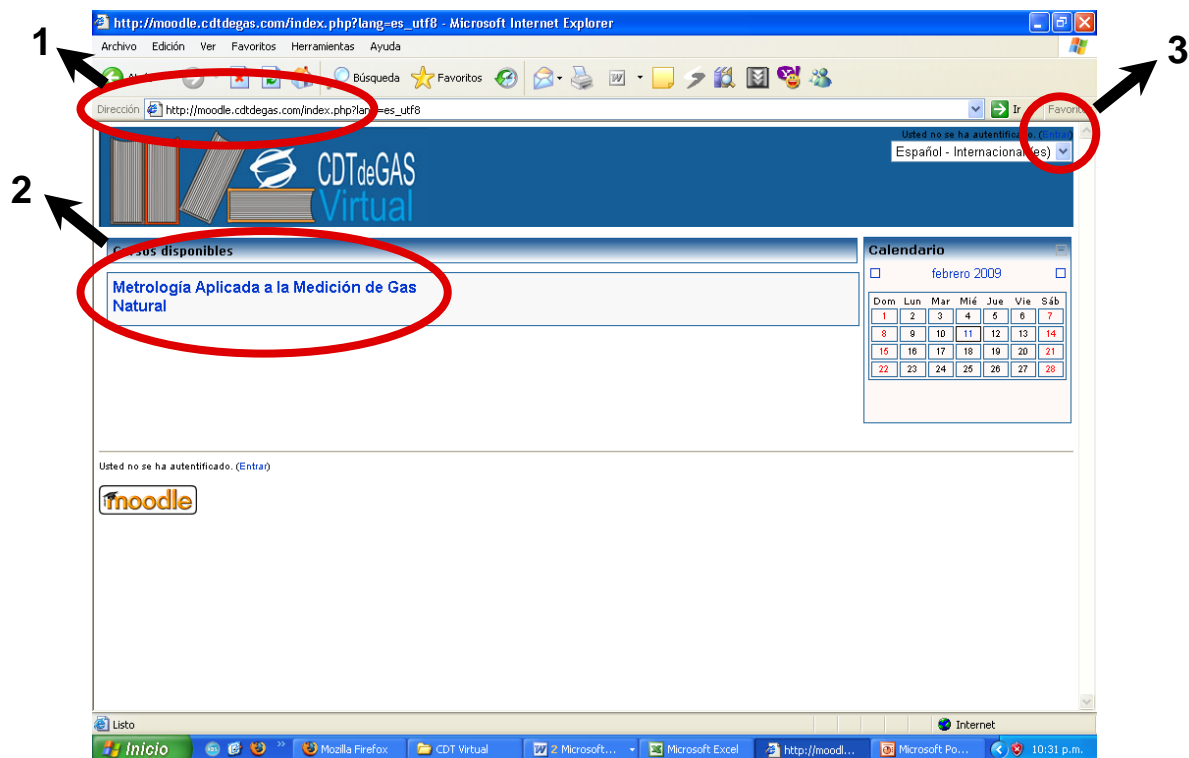 http://moodle.cdtdegas.com/index.php?lang=es_utf8 - Microsoft Internet Explorer
1
3
Archivo Edición Ver Favoritos Herramientas Ayuda
Búsqueda Favoritos
Dirección http://moodle.cdtdegas.com/index.php?lang=es_utf8 Ir Favorit
Usted no se ha autentificado. (Entrar)
Español - Internacional (es)
CDTdeGAS
Virtual
2
Cursos disponibles
Calendario
Metrología Aplicada a la Medición de Gas
Natural
febrero 2009
Dom Lun Mar Mié Jue Vie Sáb
1 2 3 4 5 6 7
8 9 10 11 12 13 14
15 16 17 18 19 20 21
22 23 24 25 26 27 28
Usted no se ha autentificado. (Entrar)
moodle
Listo Internet
Inicio » Mozilla Firefox CDT Virtual 2 Microsoft... Microsoft Excel http://moodl... Microsoft Po... 10:31 p.m.